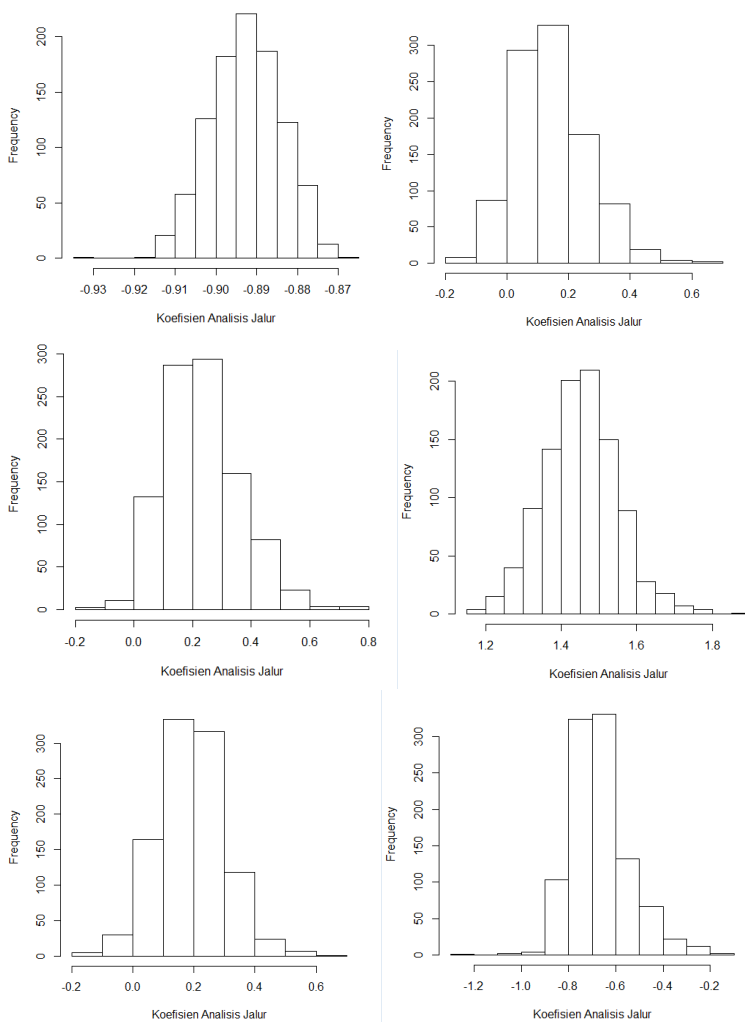 Frequency
0 50 100 150 200
-0.93 -0.92 -0.91 -0.90 -0.89 -0.88 -0.87
Koefisien Analisis Jalur
Frequency
0 50 100 150 200 250 300
-0.2 0.0 0.2 0.4 0.6
Koefisien Analisis Jalur
Frequency
0 50 100 150 200 250 300
-0.2 0.0 0.2 0.4 0.6 0.8
Koefisien Analisis Jalur
Frequency
0 50 100 150 200
1.2 1.4 1.6 1.8
Koefisien Analisis Jalur
Frequency
0 50 100 150 200 250 300
-0.2 0.0 0.2 0.4 0.6
Koefisien Analisis Jalur
Frequency
0 50 100 150 200 250 300
-1.2 -1.0 -0.8 -0.6 -0.4 -0.2
Koefisien Analisis Jalur